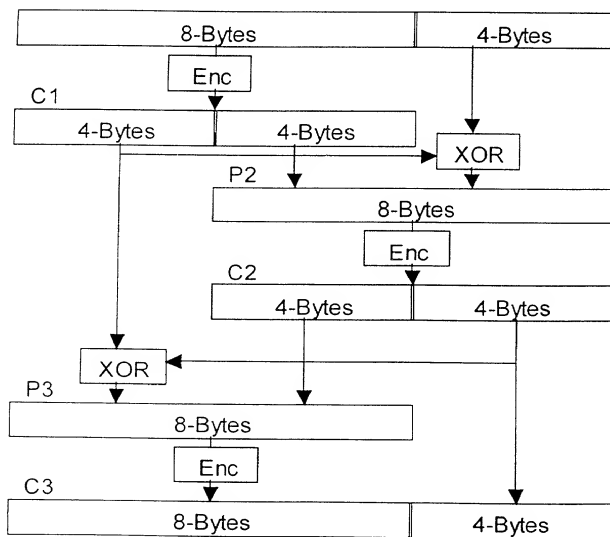 8-Bytes 4-Bytes
Enc
C1
4-Bytes 4-Bytes
XOR
P2
8-Bytes
Enc
C2
4-Bytes 4-Bytes
XOR
P3
8-Bytes
Enc
C3
8-Bytes 4-Bytes